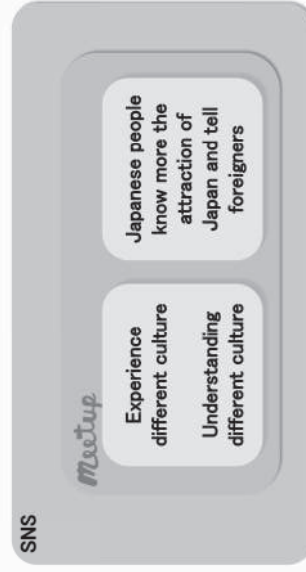 SNS
Meetup
Experience
different culture
Understanding
different culture
Japanese people
know more the
attraction of
Japan and tell
foreigners